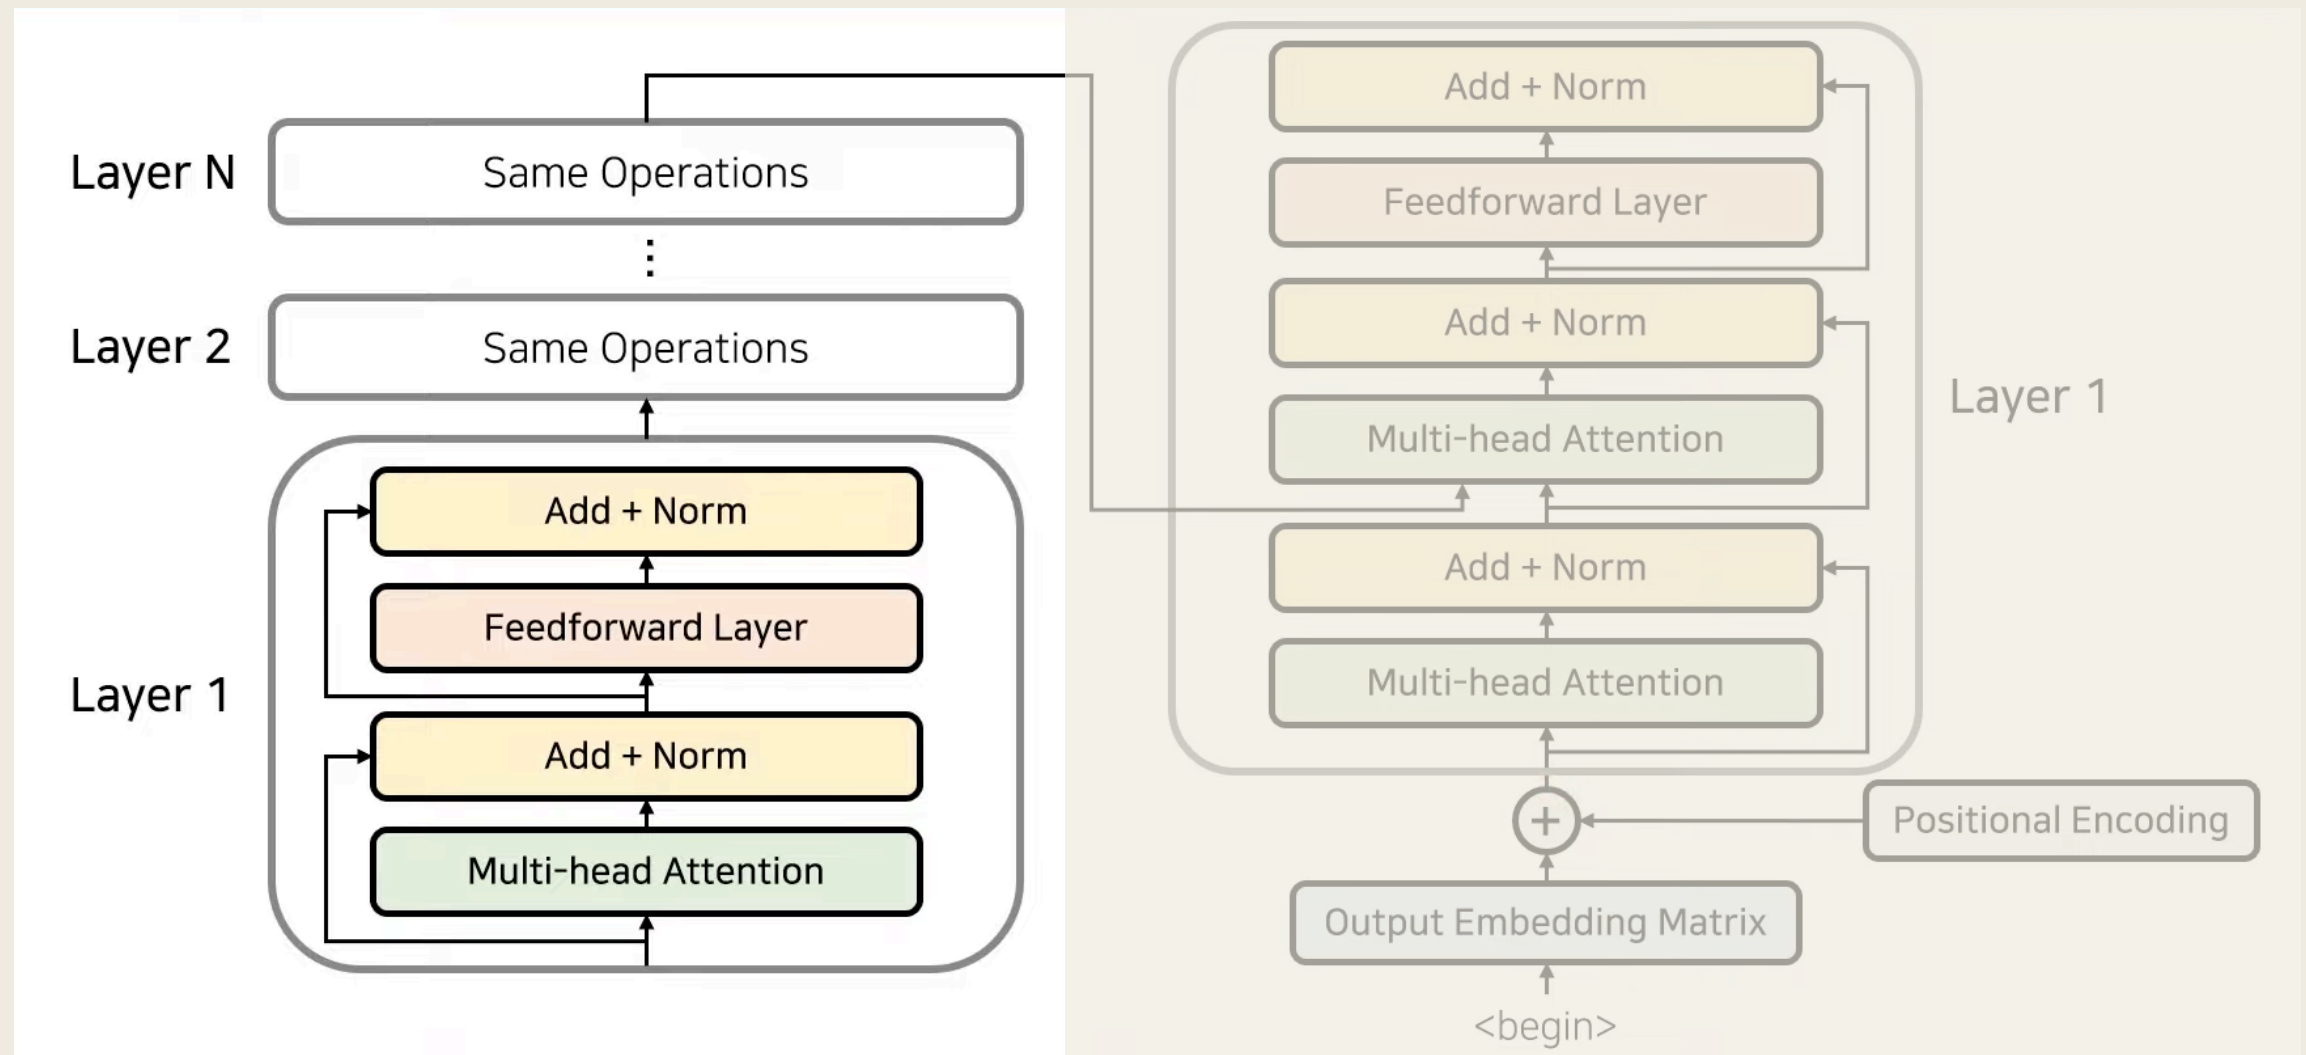 Layer N
Same Operations
Layer 2
Same Operations
Layer 1
Add + Norm
Feedforward Layer
Add + Norm
Multi-head Attention
Add + Norm
Feedforward Layer
Add + Norm
Multi-head Attention
Layer 1
Add + Norm
Multi-head Attention
+
Positional Encoding
Output Embedding Matrix
<begin>